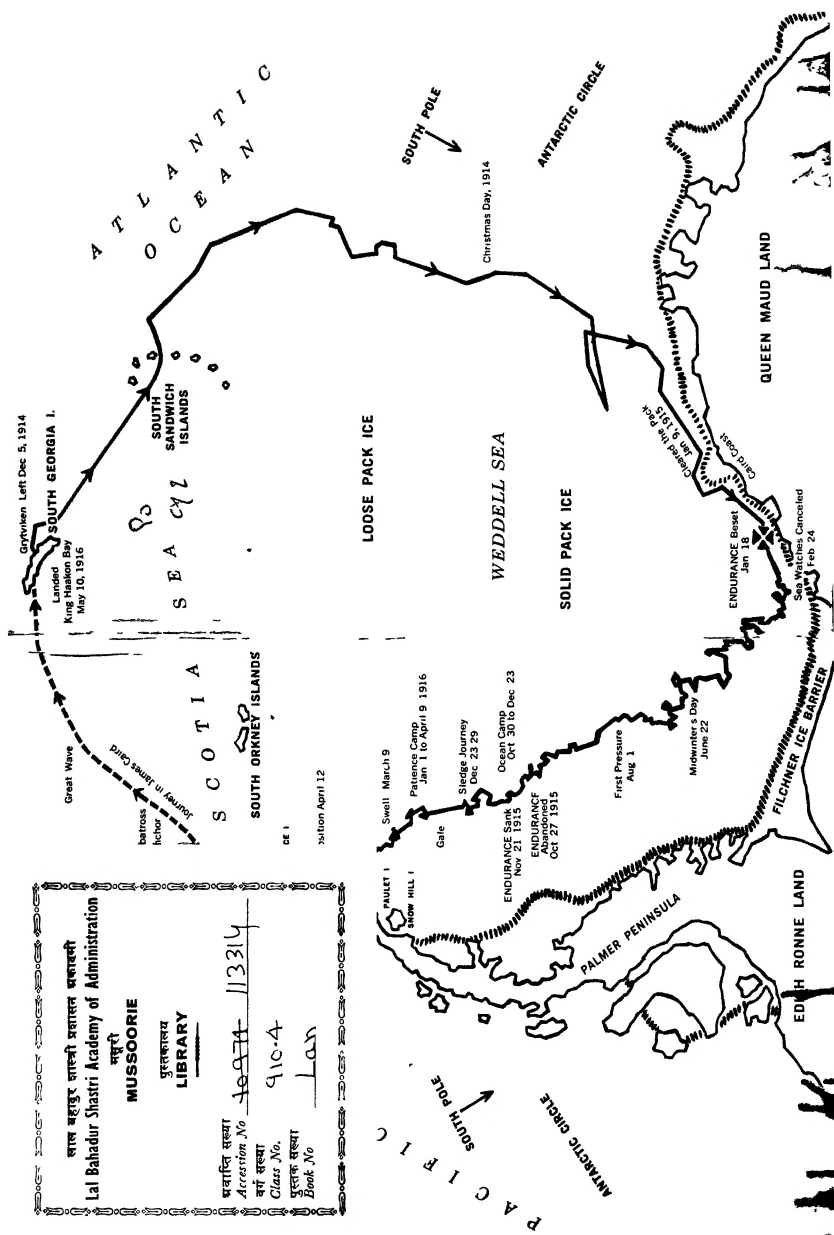 लाल बहादुर शास्त्री प्रशासन अकादमी
Lal Bahadur Shastri Academy of Administration
मसूरी
MUSSOORIE
पुस्तकालय
LIBRARY
अवाप्ति संख्या
Accession No 10974 113314
वर्ग संख्या
Class No. 910.4
पुस्तक संख्या
Book No Lan
ATLANTIC
OCEAN
Grytviken Left Dec 5, 1914
SOUTH GEORGIA I.
Landed
King Haakon Bay
May 10, 1916
SOUTH
SANDWICH
ISLANDS
SCOTIA SEA
Great Wave
Journey in James Caird
batross
chor
SOUTH ORKNEY ISLANDS
osition April 12
LOOSE PACK ICE
WEDDELL SEA
SOLID PACK ICE
SOUTH POLE
ANTARCTIC CIRCLE
Christmas Day, 1914
Cleared the Pack
Jan 9, 1915
Caird Coast
QUEEN MAUD LAND
ENDURANCE Beset
Jan 18
Sea Watches Canceled
Feb 24
Swell March 9
Patience Camp
Jan 1 to April 9 1916
Gale
Sledge Journey
Dec 23 29
Ocean Camp
Oct 30 to Dec 23
ENDURANCE Sank
Nov 21 1915
ENDURANCE
Abandoned
Oct 27 1915
First Pressure
Aug 1
Midwinter s Day
June 22
FILCHNER ICE BARRIER
PAULET I
SNOW HILL I
PALMER PENINSULA
EDITH RONNE LAND
SOUTH POLE
ANTARCTIC CIRCLE
PACIFIC